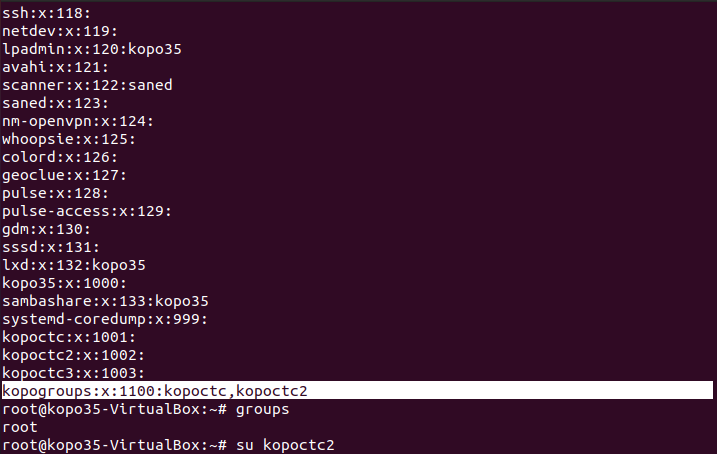 ssh:x:118:
netdev:x:119:
lpadmin:x:120:kopo35
avahi:x:121:
scanner:x:122:saned
saned:x:123:
nm-openvpn:x:124:
whoopsie:x:125:
colord:x:126:
geoclue:x:127:
pulse:x:128:
pulse-access:x:129:
gdm:x:130:
sssd:x:131:
lxd:x:132:kopo35
kopo35:x:1000:
sambashare:x:133:kopo35
systemd-coredump:x:999:
kopoctc:x:1001:
kopoctc2:x:1002:
kopoctc3:x:1003:
kopogroups:x:1100:kopoctc,kopoctc2
root@kopo35-VirtualBox:~# groups
root
root@kopo35-VirtualBox:~# su kopoctc2